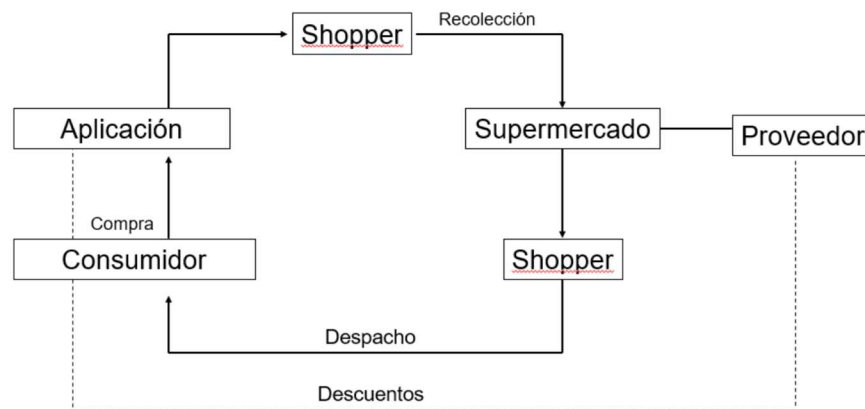 Shopper
Recolección
Aplicación
Supermercado
Proveedor
Compra
Consumidor
Shopper
Despacho
Descuentos